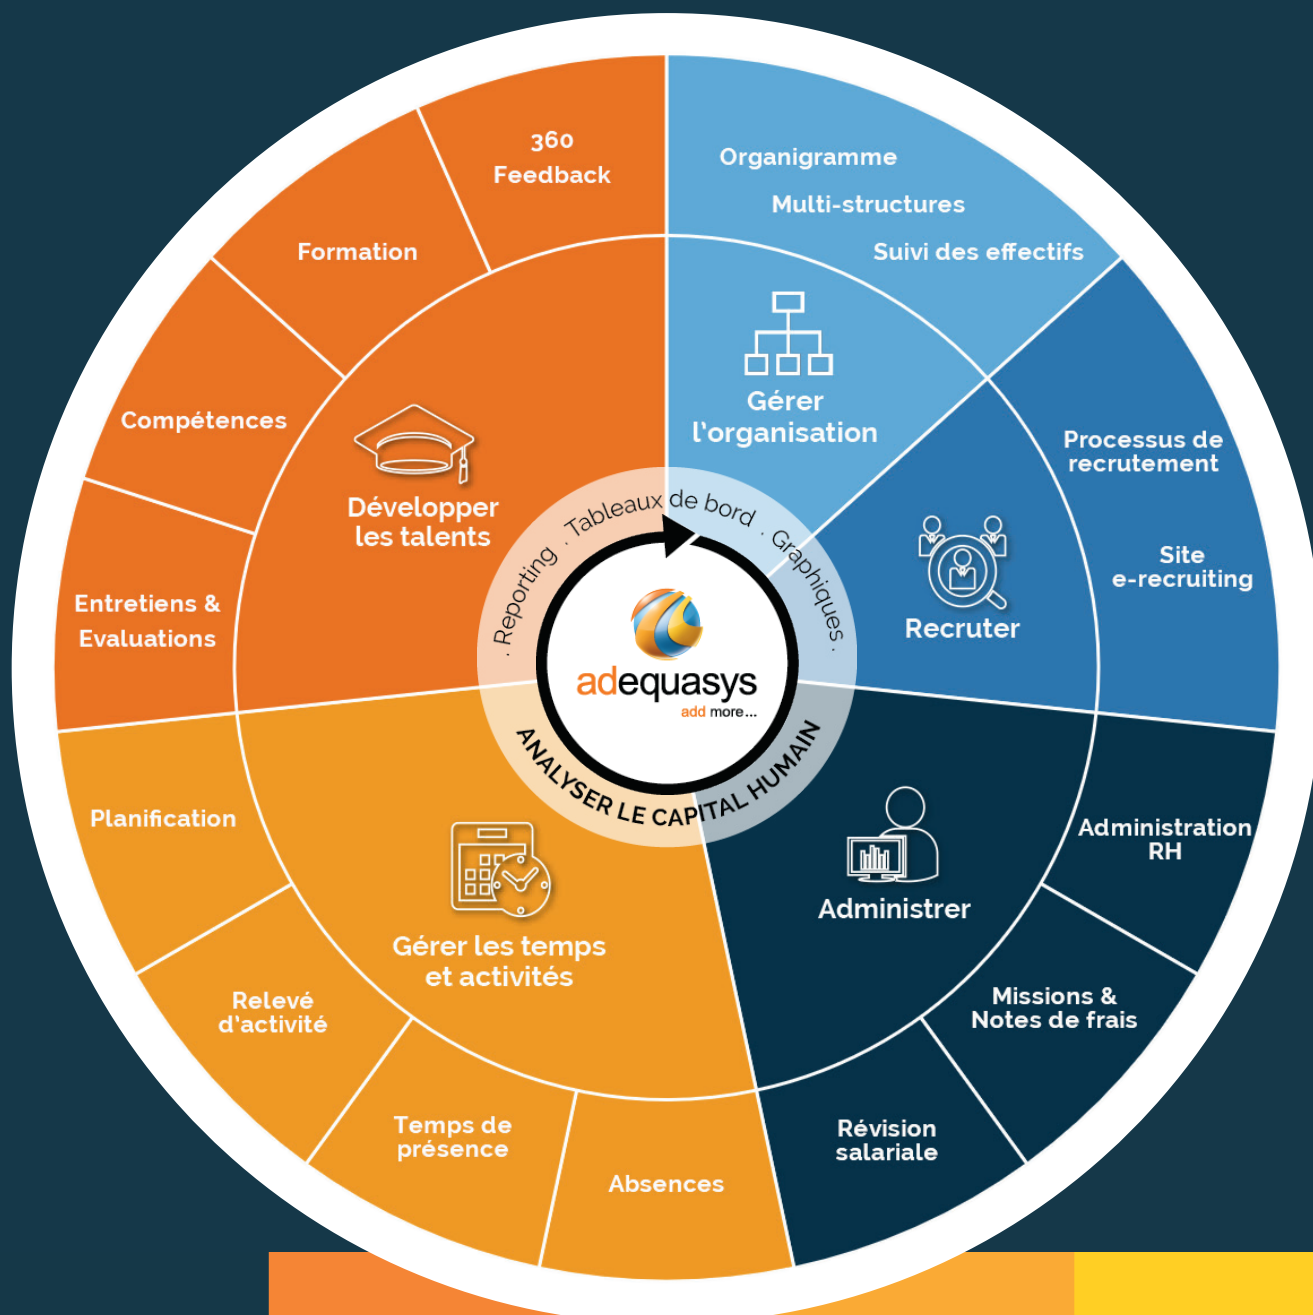 360
Feedback
Organigramme
Multi-structures
Suivi des effectifs
Formation
Gérer
l'organisation
Compétences
Développer
les talents
Processus de
recrutement
Site
e-recruiting
Recruter
Entretiens &
Evaluations
. Reporting . Tableaux de bord . Graphiques .
adequasys
add more...
ANALYSER LE CAPITAL HUMAIN
Planification
Gérer les temps
et activités
Relevé
d'activité
Temps de
présence
Absences
Administrer
Administration
RH
Missions &
Notes de frais
Révision
salariale